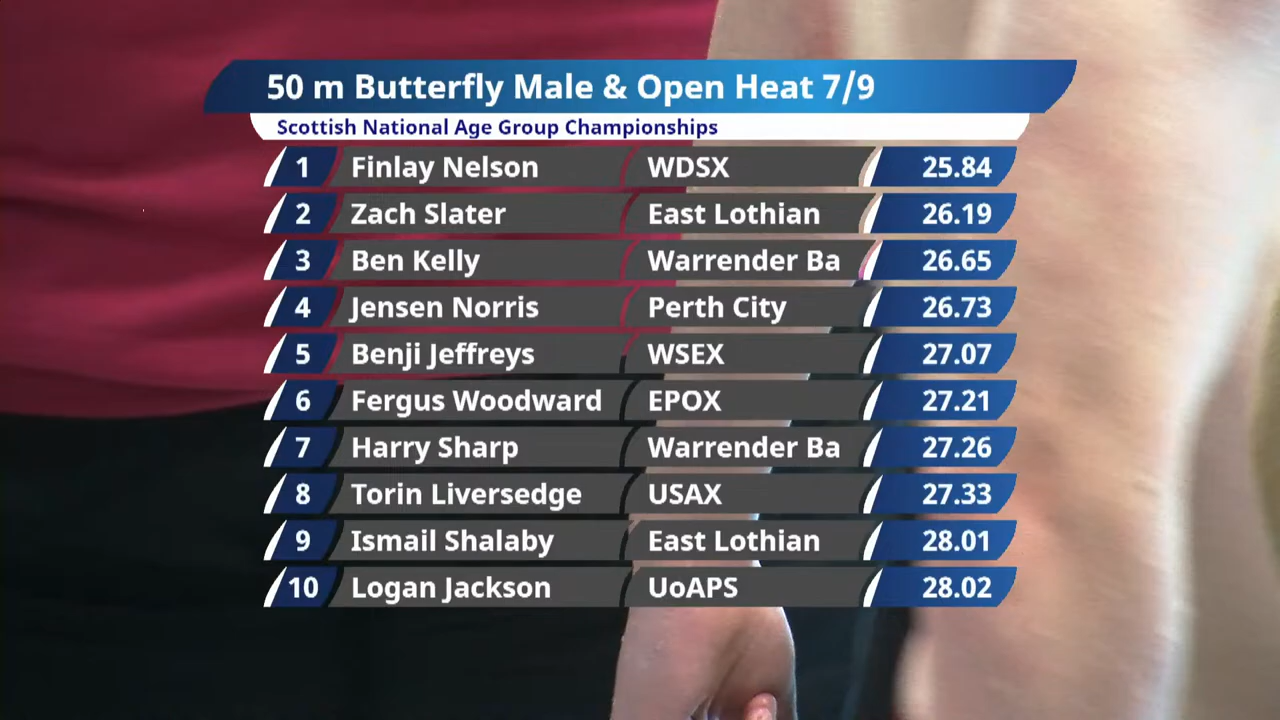 50 m Butterfly Male & Open Heat 7/9
Scottish National Age Group Championships
1 Finlay Nelson WDSX 25.84
2 Zach Slater East Lothian 26.19
3 Ben Kelly Warrender Ba 26.65
4 Jensen Norris Perth City 26.73
5 Benji Jeffreys WSEX 27.07
6 Fergus Woodward EPOX 27.21
7 Harry Sharp Warrender Ba 27.26
8 Torin Liversedge USAX 27.33
9 Ismail Shalaby East Lothian 28.01
10 Logan Jackson UoAPS 28.02